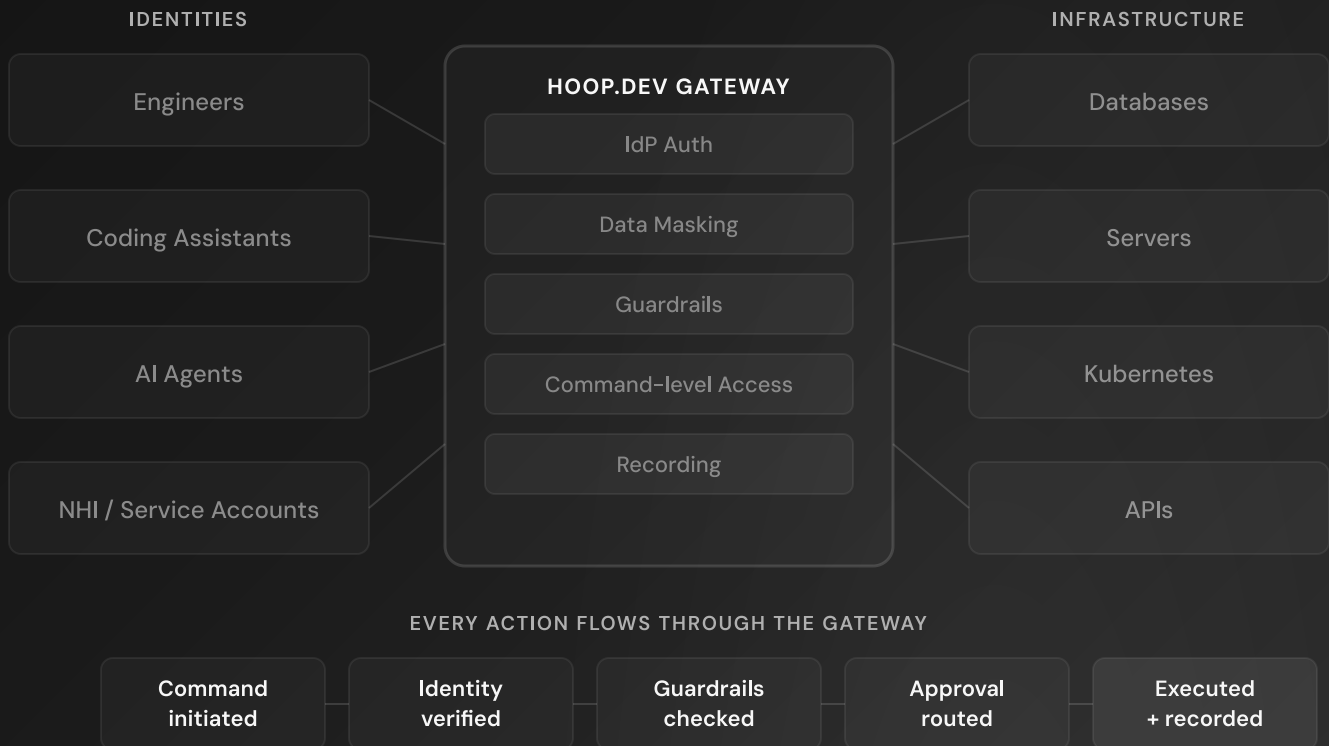 IDENTITIES
Engineers
Coding Assistants
AI Agents
NHI / Service Accounts
HOOP.DEV GATEWAY
IdP Auth
Data Masking
Guardrails
Command-level Access
Recording
INFRASTRUCTURE
Databases
Servers
Kubernetes
APIs
EVERY ACTION FLOWS THROUGH THE GATEWAY
Command
initiated
Identity
verified
Guardrails
checked
Approval
routed
Executed
+ recorded